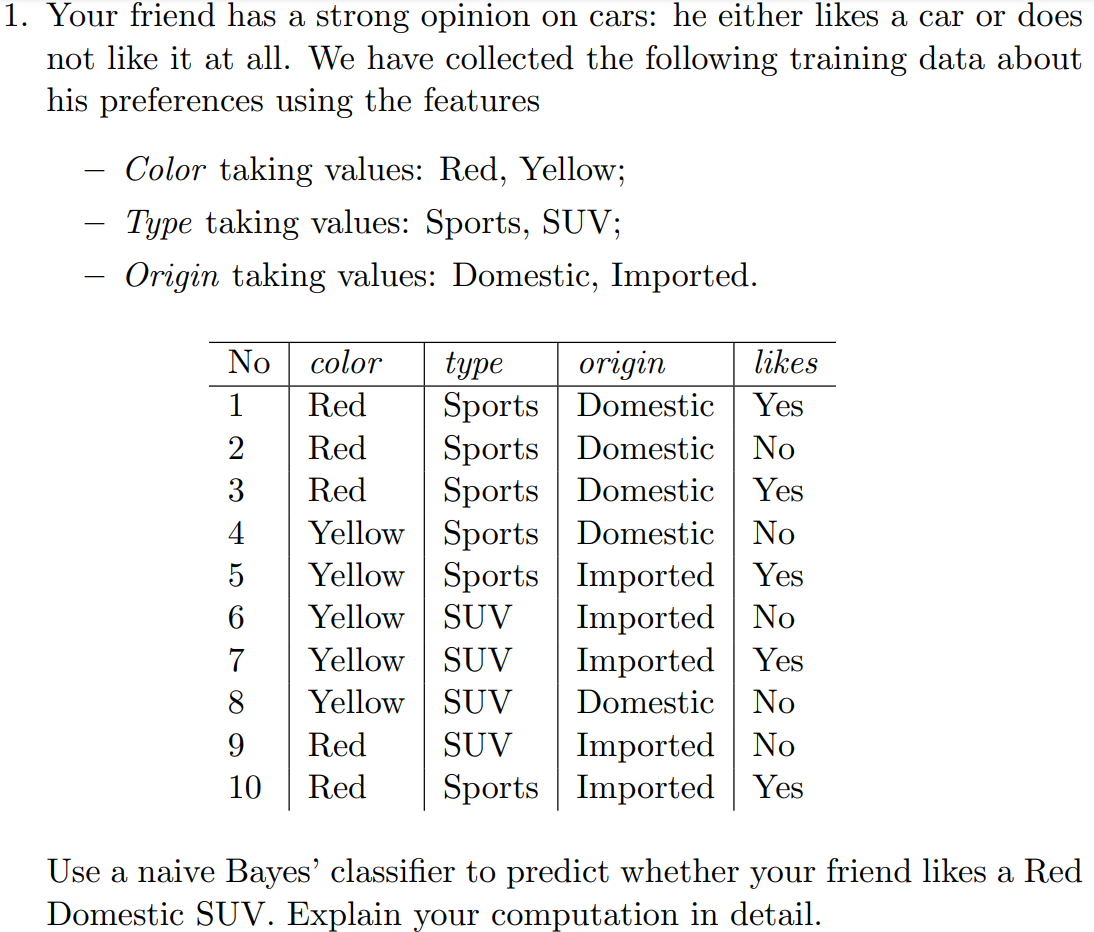 1. Your friend has a strong opinion on cars: he either likes a car or does
not like it at all. We have collected the following training data about
his preferences using the features
– Color taking values: Red, Yellow;
– Type taking values: Sports, SUV;
– Origin taking values: Domestic, Imported.
No color type origin likes
1 Red Sports Domestic Yes
2 Red Sports Domestic No
3 Red Sports Domestic Yes
4 Yellow Sports Domestic No
5 Yellow Sports Imported Yes
6 Yellow SUV Imported No
7 Yellow SUV Imported Yes
8 Yellow SUV Domestic No
9 Red SUV Imported No
10 Red Sports Imported Yes
Use a naive Bayes’ classifier to predict whether your friend likes a Red
Domestic SUV. Explain your computation in detail.